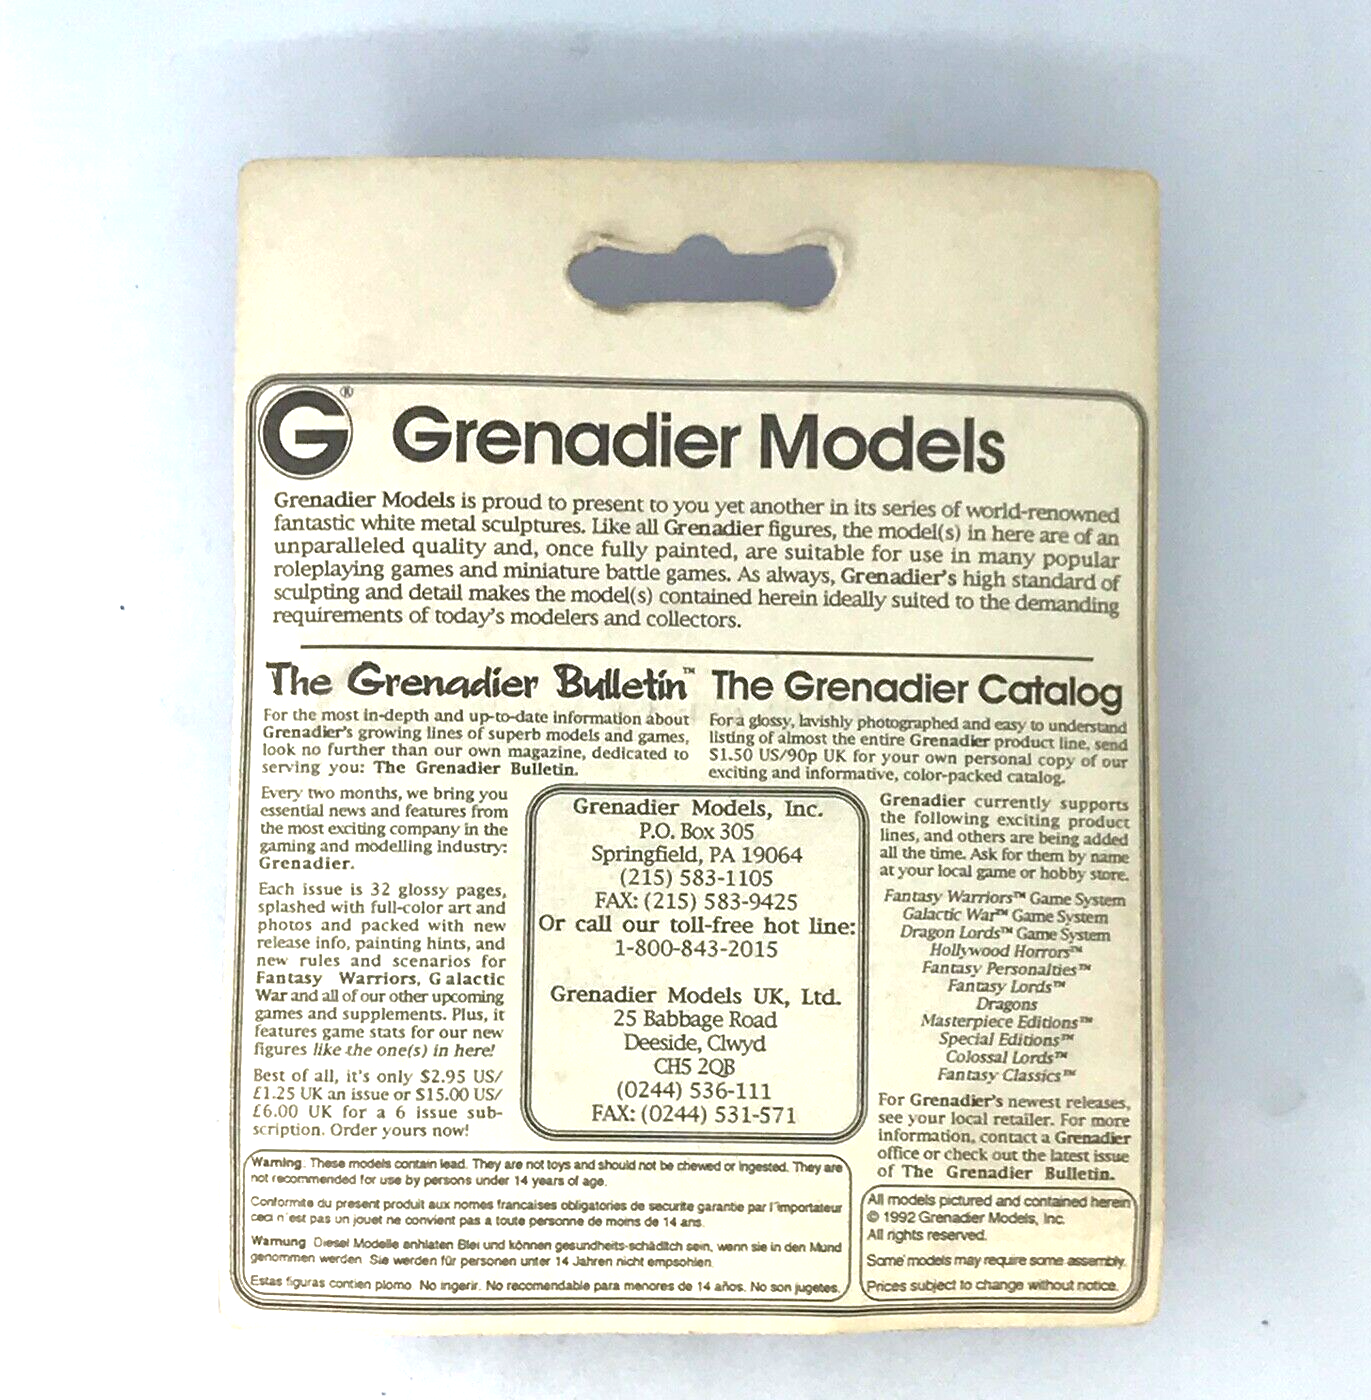 G®
Grenadier Models
Grenadier Models is proud to present to you yet another in its series of world-renowned
fantastic white metal sculptures. Like all Grenadier figures, the model(s) in here are of an
unparalleled quality and, once fully painted, are suitable for use in many popular
roleplaying games and miniature battle games. As always, Grenadier's high standard of
sculpting and detail makes the model(s) contained herein ideally suited to the demanding
requirements of today's modelers and collectors.
The Grenadier Bulletin™
For the most in-depth and up-to-date information about
Grenadier's growing lines of superb models and games,
look no further than our own magazine, dedicated to
serving you: The Grenadier Bulletin.
Every two months, we bring you
essential news and features from
the most exciting company in the
gaming and modelling industry:
Grenadier.
Each issue is 32 glossy pages,
splashed with full-color art and
photos and packed with new
release info, painting hints, and
new rules and scenarios for
Fantasy Warriors, Galactic
War and all of our other upcoming
games and supplements. Plus, it
features game stats for our new
figures like the one(s) in here!
Best of all, it's only $2.95 US/
£1.25 UK an issue or $15.00 US/
£6.00 UK for a 6 issue sub-
scription. Order yours now!
The Grenadier Catalog
For a glossy, lavishly photographed and easy to understand
listing of almost the entire Grenadier product line, send
$1.50 US/90p UK for your own personal copy of our
exciting and informative, color-packed catalog.
Grenadier Models, Inc.
P.O. Box 305
Springfield, PA 19064
(215) 583-1105
FAX: (215) 583-9425
Or call our toll-free hot line:
1-800-843-2015
Grenadier Models UK, Ltd.
25 Babbage Road
Deeside, Clwyd
CH5 2QB
(0244) 536-111
FAX: (0244) 531-571
Grenadier currently supports
the following exciting product
lines, and others are being added
all the time. Ask for them by name
at your local game or hobby store.
Fantasy Warriors™ Game System
Galactic War™ Game System
Dragon Lords™ Game System
Hollywood Horrors™
Fantasy Personalties™
Fantasy Lords™
Dragons
Masterpiece Editions™
Special Editions™
Colossal Lords™
Fantasy Classics™
For Grenadier's newest releases,
see your local retailer. For more
information, contact a Grenadier
office or check out the latest issue
of The Grenadier Bulletin.
Warning. These models contain lead. They are not toys and should not be chewed or ingested. They are
not recommended for use by persons under 14 years of age.
Conformite du present produit aux nomes francaises obligatories de securite garantie par l'importateur
ceci n'est pas un jouet ne convient pas a toute personne de moins de 14 ans.
Warnung Diesel Modelle enhlaten Blei und können gesundheits-schäditch sein, wenn sie in den Mund
genommen werden. Sie werden für personen unter 14 Jahren nicht empsohlen.
Estas figuras contien plomo. No ingerir. No recomendable para menores de 14 años. No son jugetes.
All models pictured and contained herein
© 1992 Grenadier Models, Inc.
All rights reserved.
Some models may require some assembly.
Prices subject to change without notice.